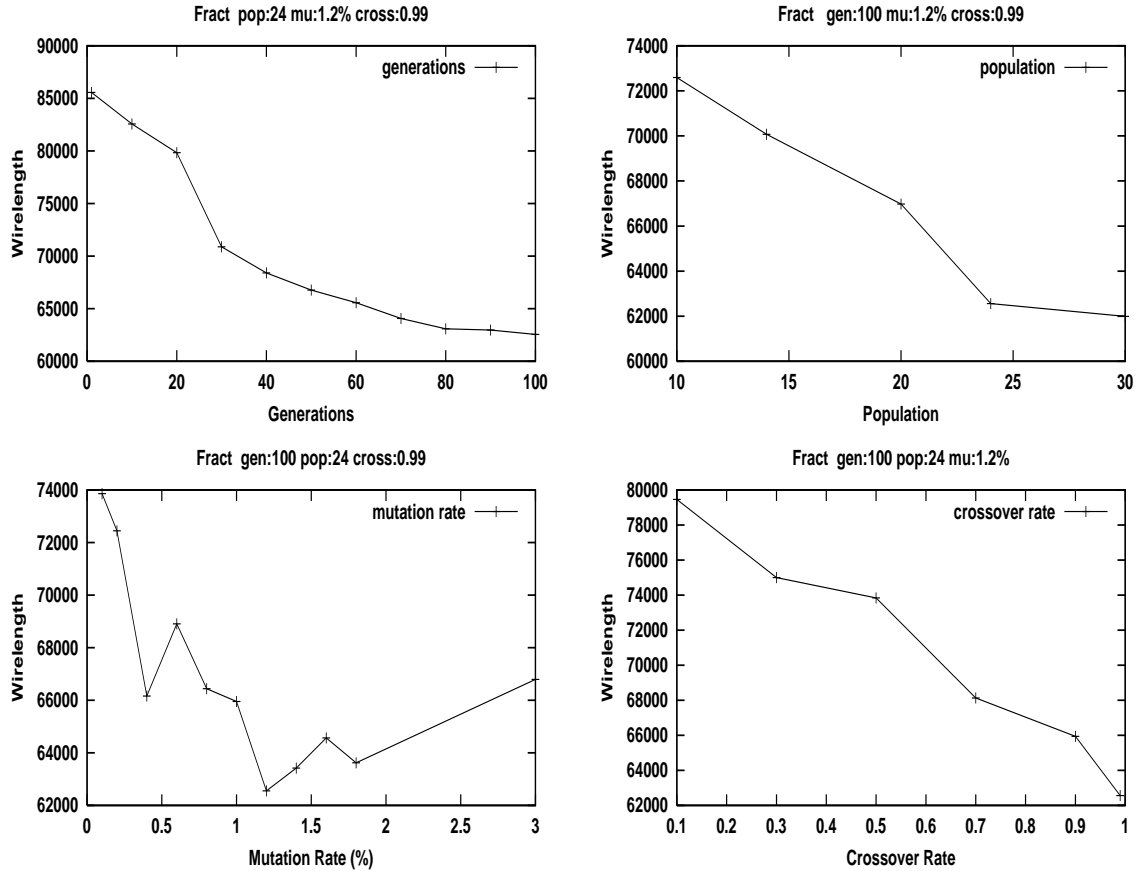 Fract pop:24 mu:1.2% cross:0.99
90000
85000
80000
75000
70000
65000
60000
Wirelength
generations
0 20 40 60 80 100
Generations
Fract gen:100 mu:1.2% cross:0.99
74000
72000
70000
68000
66000
64000
62000
60000
Wirelength
population
10 15 20 25 30
Population
Fract gen:100 pop:24 cross:0.99
74000
72000
70000
68000
66000
64000
62000
Wirelength
mutation rate
0 0.5 1 1.5 2 2.5 3
Mutation Rate (%)
Fract gen:100 pop:24 mu:1.2%
80000
78000
76000
74000
72000
70000
68000
66000
64000
62000
Wirelength
crossover rate
0.1 0.2 0.3 0.4 0.5 0.6 0.7 0.8 0.9 1
Crossover Rate